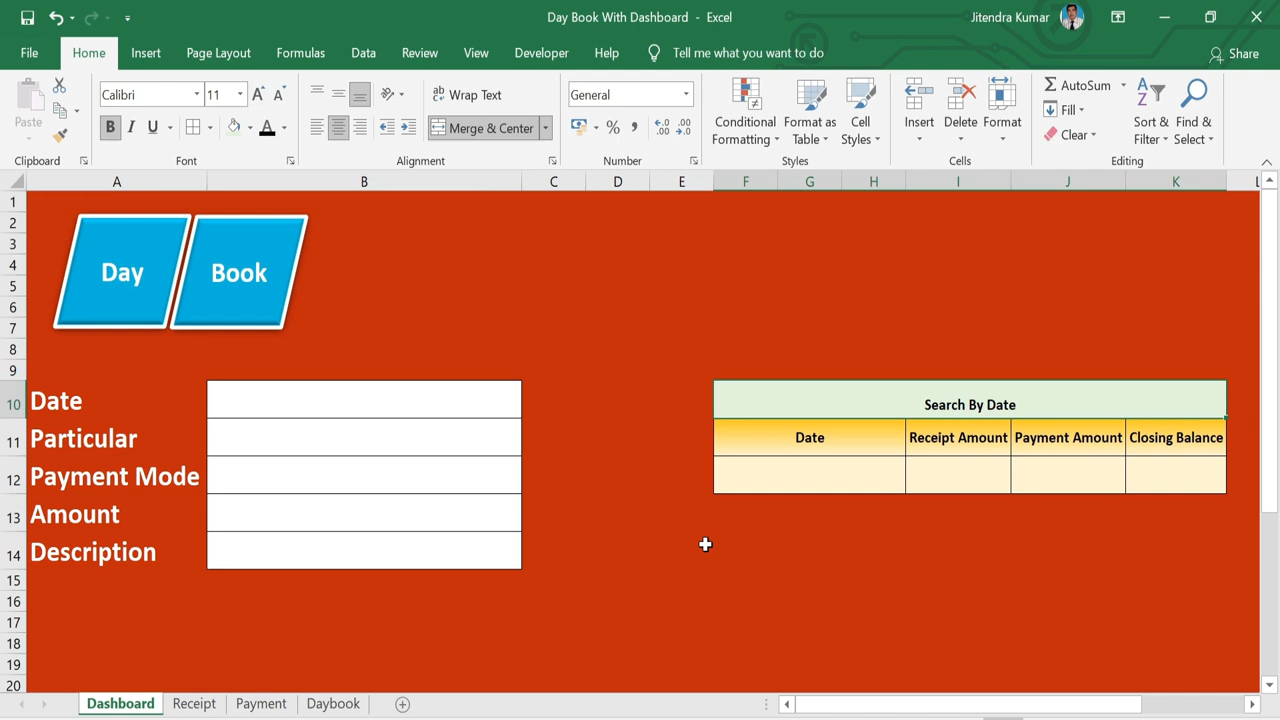 Day Book With Dashboard - Excel
Jitendra Kumar
File Home Insert Page Layout Formulas Data Review View Developer Help Tell me what you want to do Share
Calibri 11 A A
Wrap Text
General
AutoSum
Paste
B I U
A
Merge & Center
% ,
Conditional Formatting
Format as Table
Cell Styles
Insert
Delete
Format
Fill
Clear
Sort & Filter
Find & Select
Clipboard Font Alignment Number Styles Cells Editing
A B C D E F G H I J K L
1
2
3
4
5
6
7
8
9
10
11
12
13
14
15
16
17
18
19
20
Day Book
Date
Particular
Payment Mode
Amount
Description
Search By Date
Date Receipt Amount Payment Amount Closing Balance
Dashboard Receipt Payment Daybook